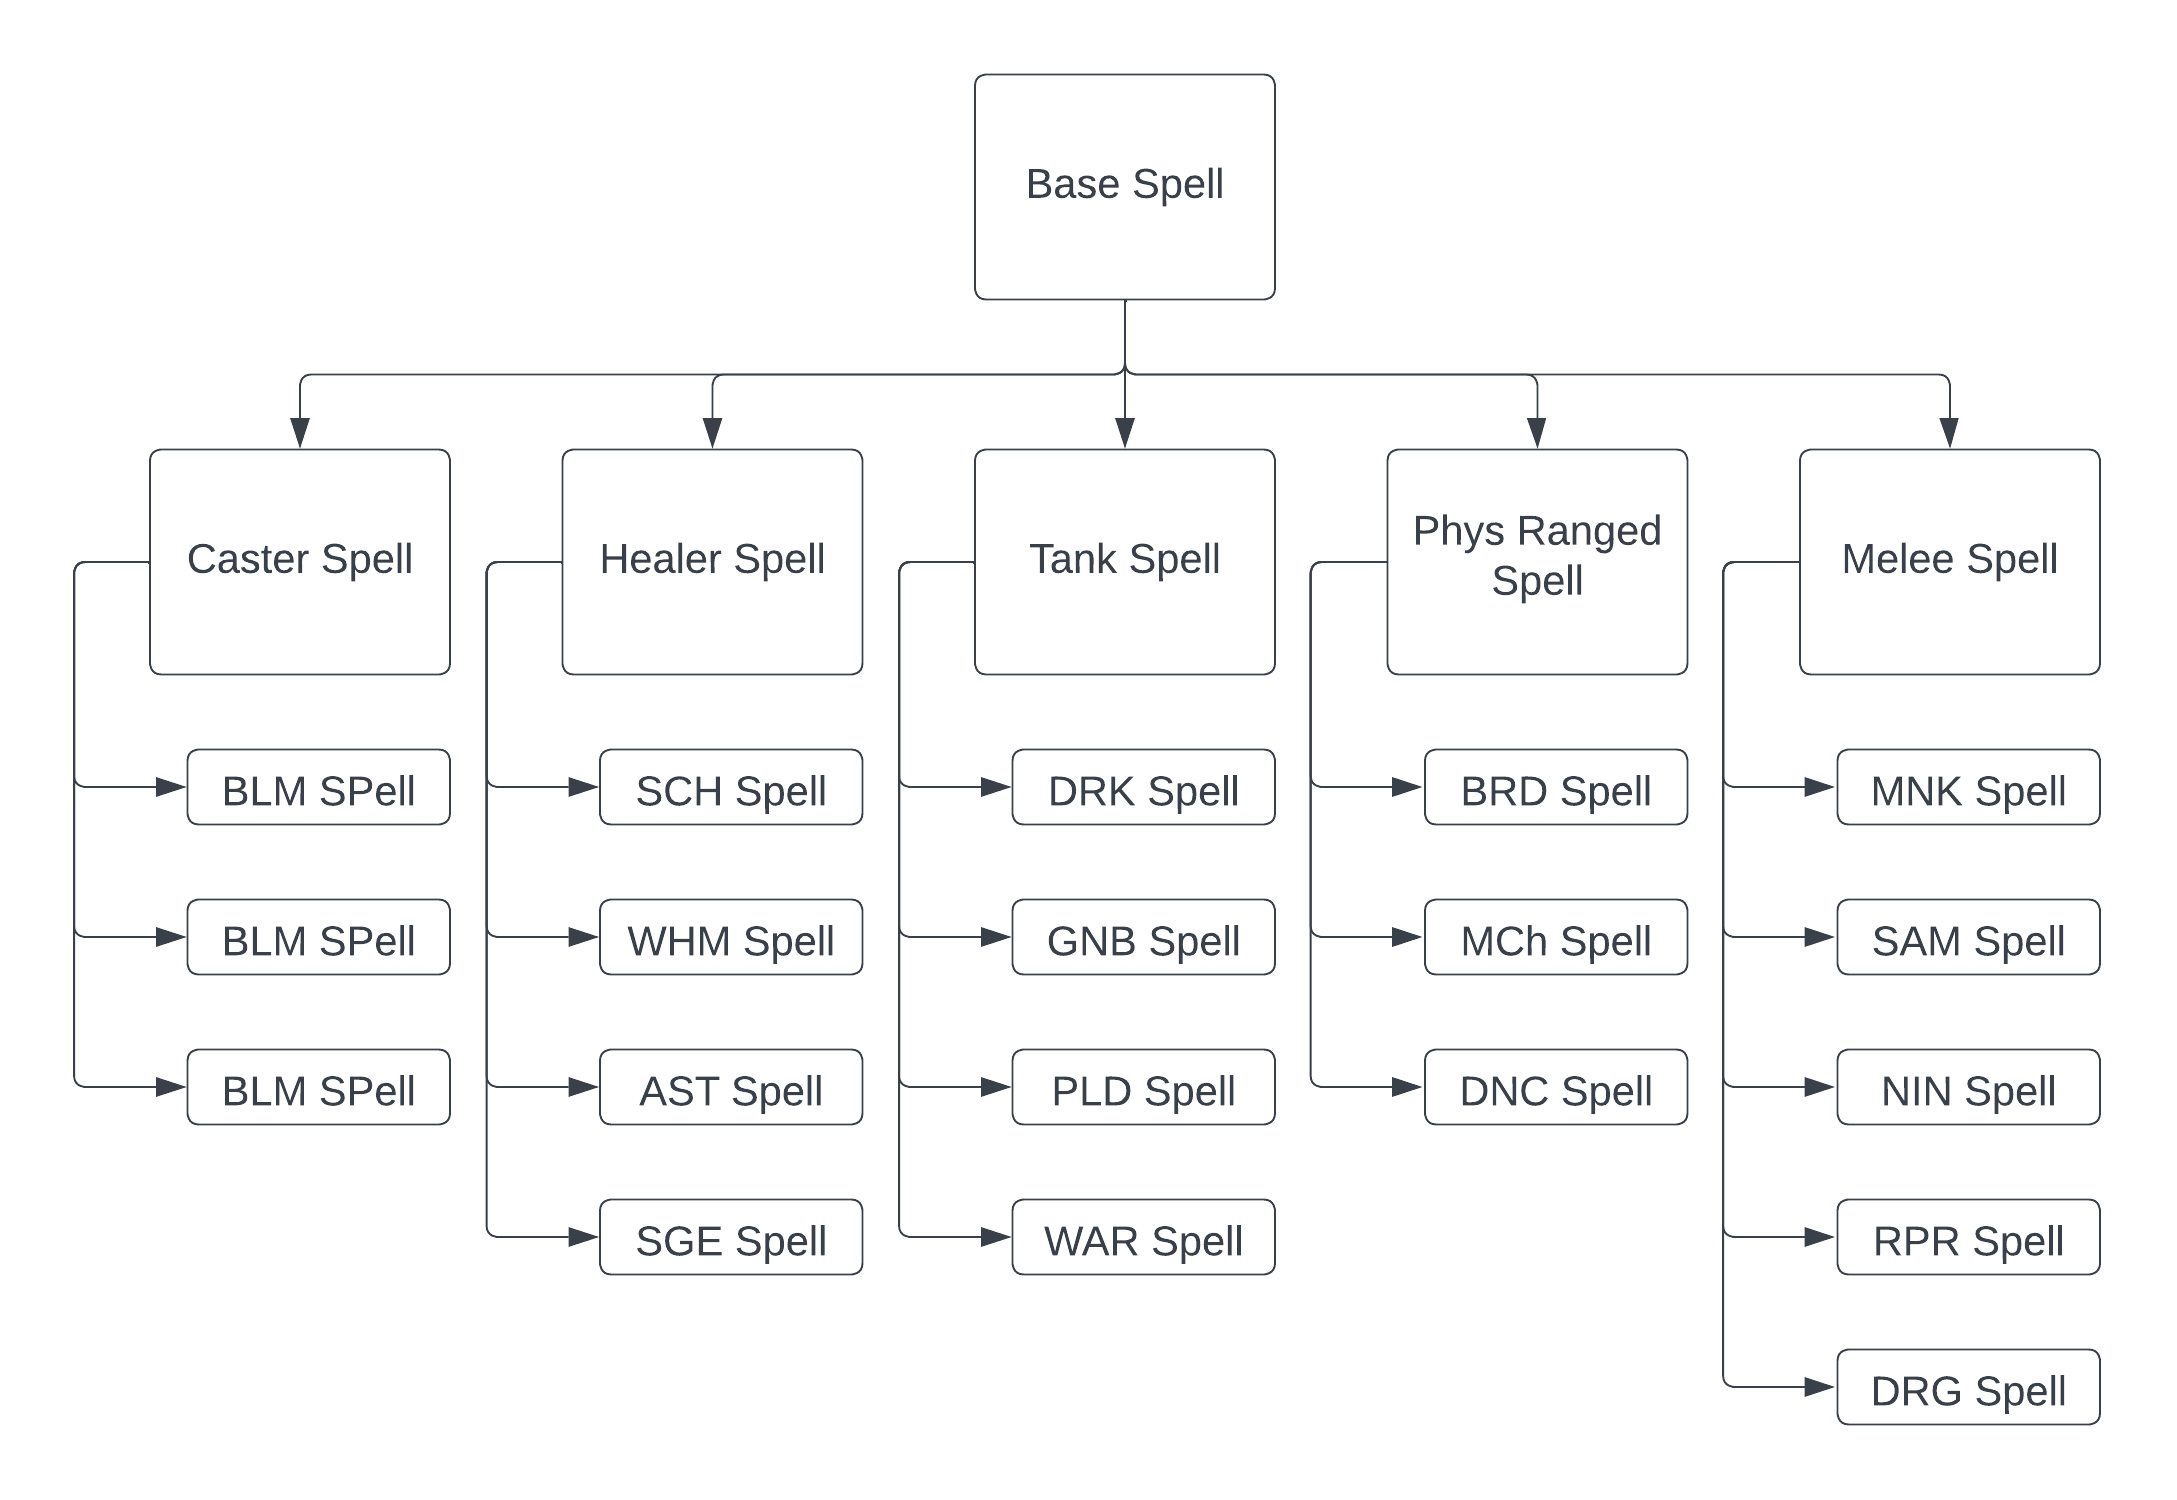 Base Spell
Caster Spell
Healer Spell
Tank Spell
Phys Ranged
Spell
Melee Spell
BLM SPell
SCH Spell
DRK Spell
BRD Spell
MNK Spell
BLM SPell
WHM Spell
GNB Spell
MCh Spell
SAM Spell
BLM SPell
AST Spell
PLD Spell
DNC Spell
NIN Spell
SGE Spell
WAR Spell
RPR Spell
DRG Spell